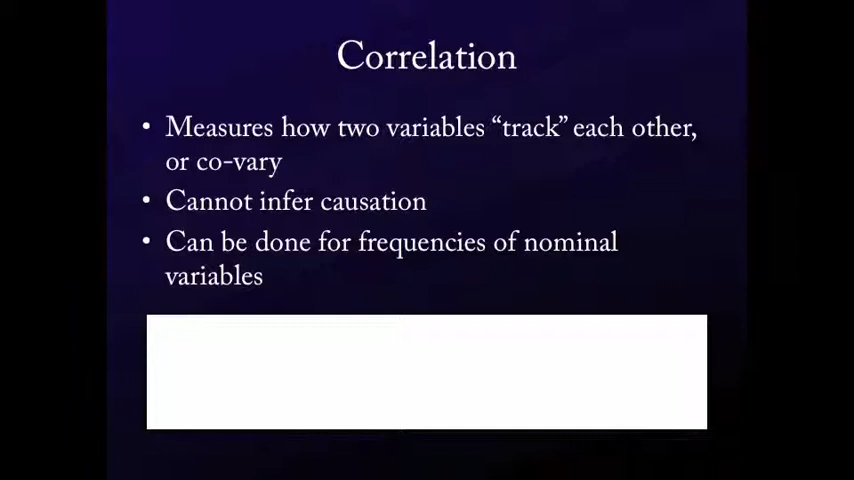 Correlation
• Measures how two variables “track” each other,
or co-vary
• Cannot infer causation
• Can be done for frequencies of nominal
variables